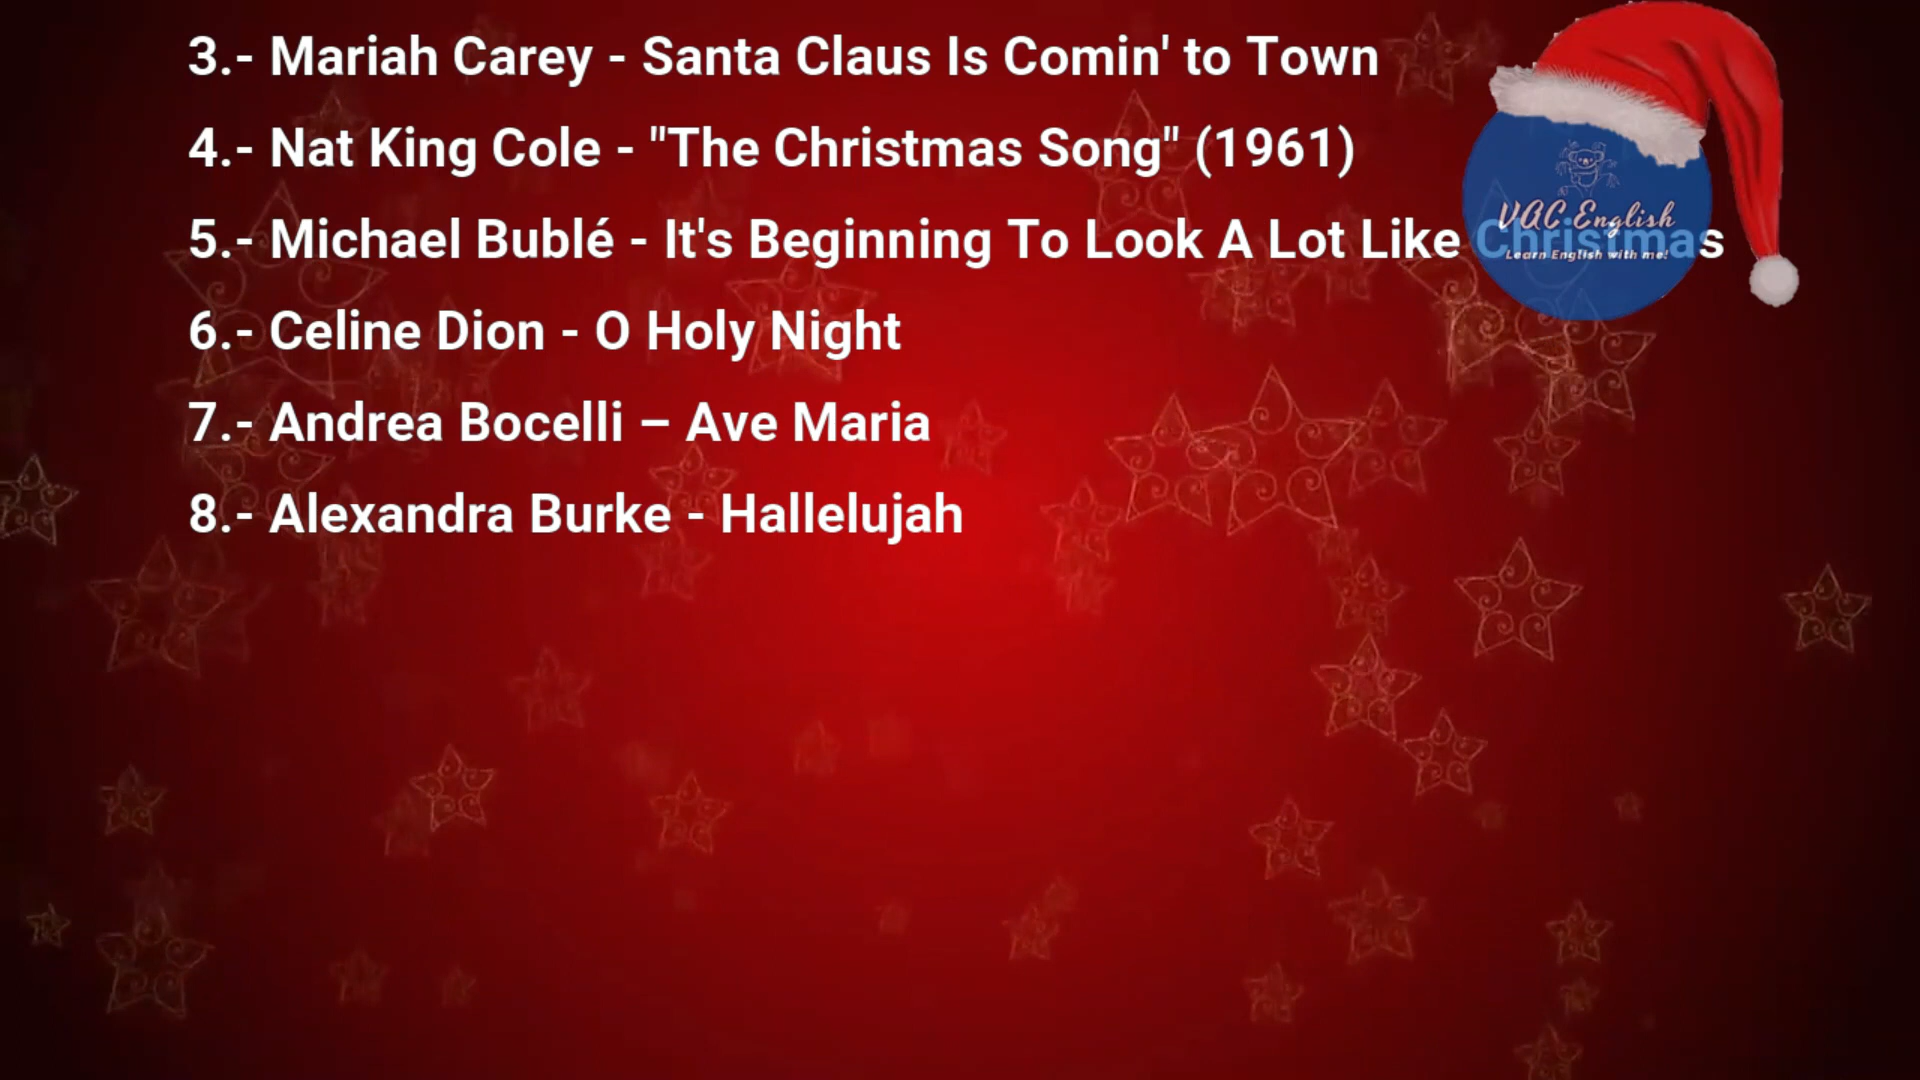 3.- Mariah Carey - Santa Claus Is Comin' to Town
4.- Nat King Cole - "The Christmas Song" (1961)
5.- Michael Bublé - It's Beginning To Look A Lot Like Christmas
VGC English
Learn English with me!
6.- Celine Dion - O Holy Night
7.- Andrea Bocelli – Ave Maria
8.- Alexandra Burke - Hallelujah